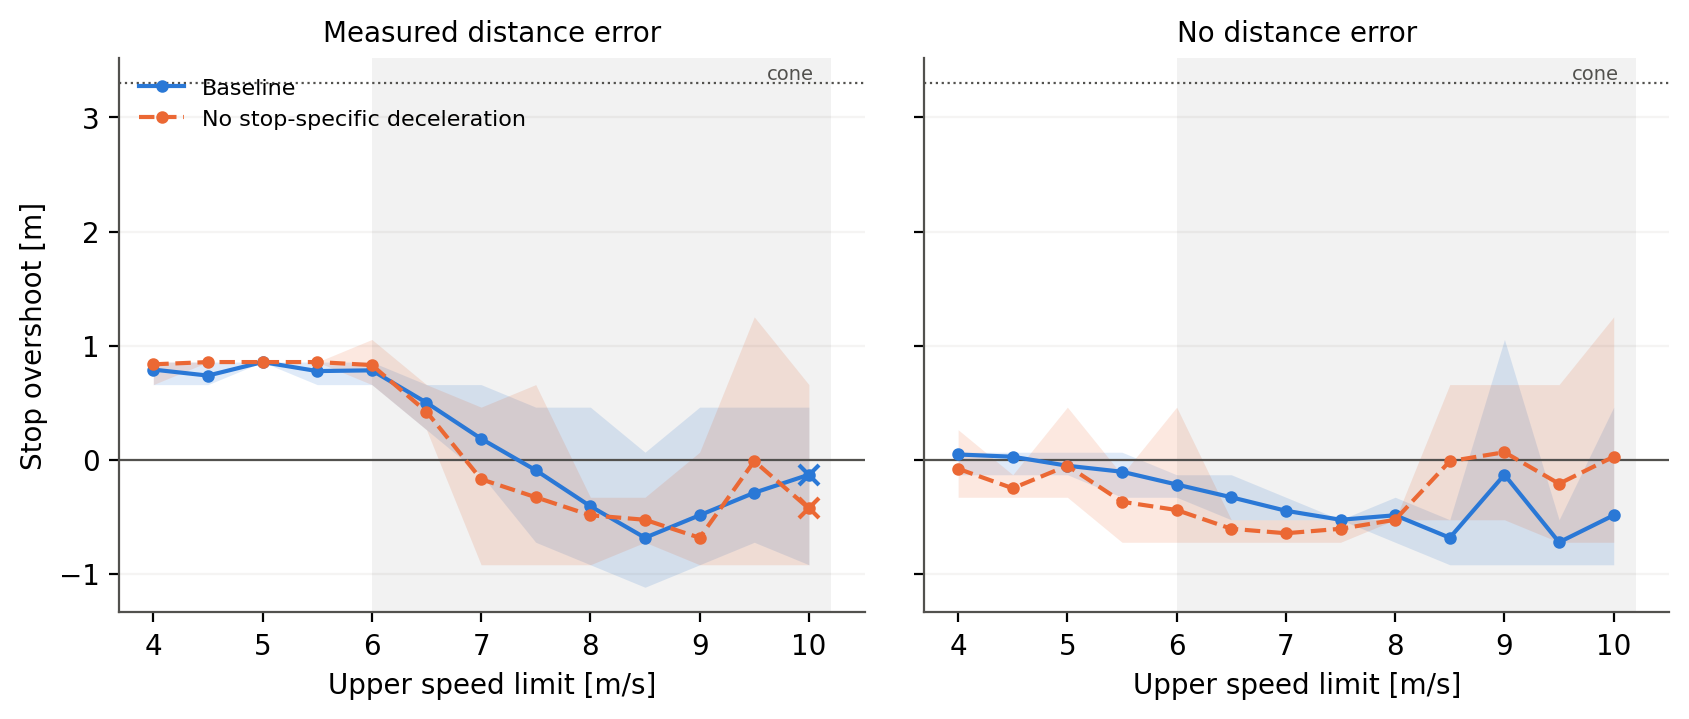 Measured distance error
No distance error
cone
cone
Baseline
No stop-specific deceleration
Stop overshoot [m]
3
2
1
0
−1
4 5 6 7 8 9 10
4 5 6 7 8 9 10
Upper speed limit [m/s]
Upper speed limit [m/s]